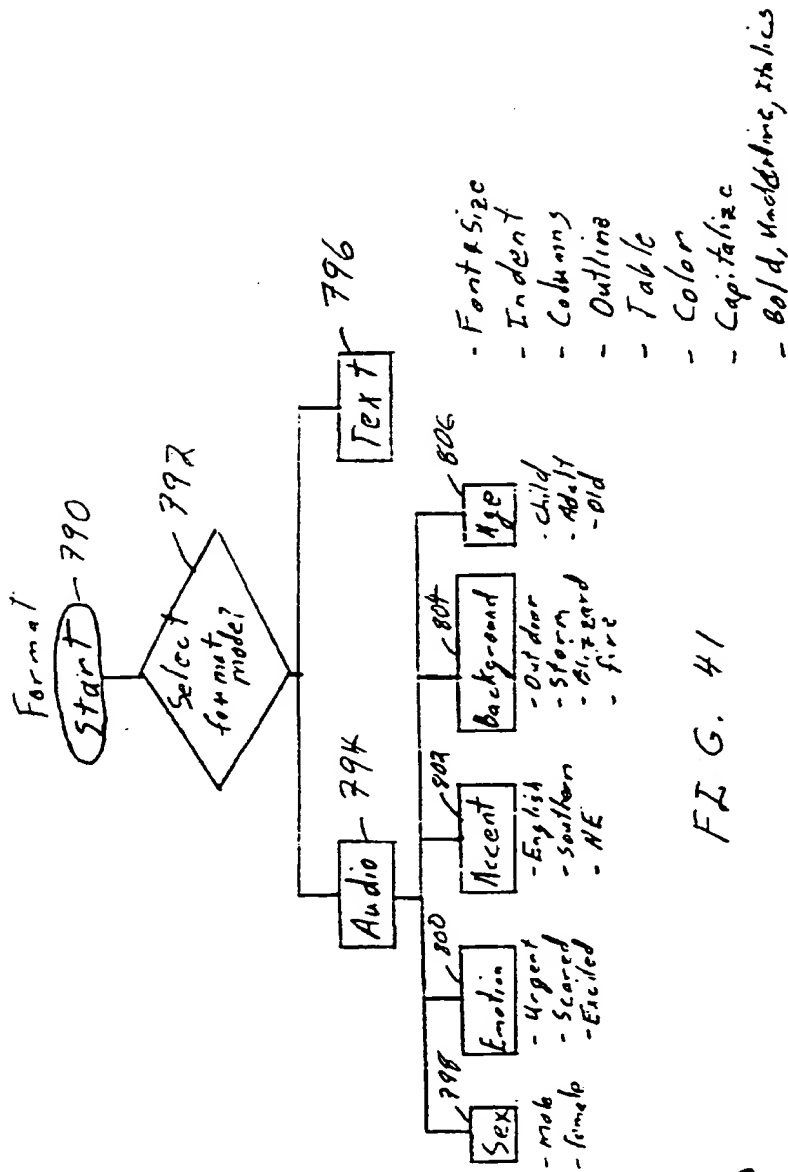 Format
Start
790
Select
format
mode?
792
Audio
794
Text
796
Sex
798
- male
- female
Emotion
800
- Urgent
- Scared
- Excited
Accent
802
- English
- Southern
- NE
Background
804
- Outdoor
- Storm
- Blizzard
- fire
Age
806
- Child
- Adult
- Old
- Font & Size
- Indent
- Columns
- Outline
- Table
- Color
- Capitalize
- Bold, Underline, Italics
FIG. 41